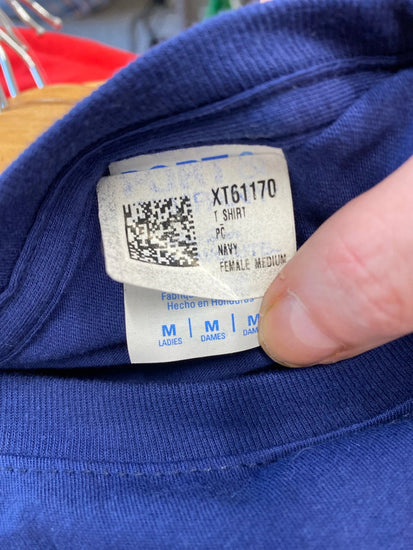 XT61170
T SHIRT
PC
NAVY
FEMALE MEDIUM
Hecho en Honduras
M | M | M
LADIES DAMES